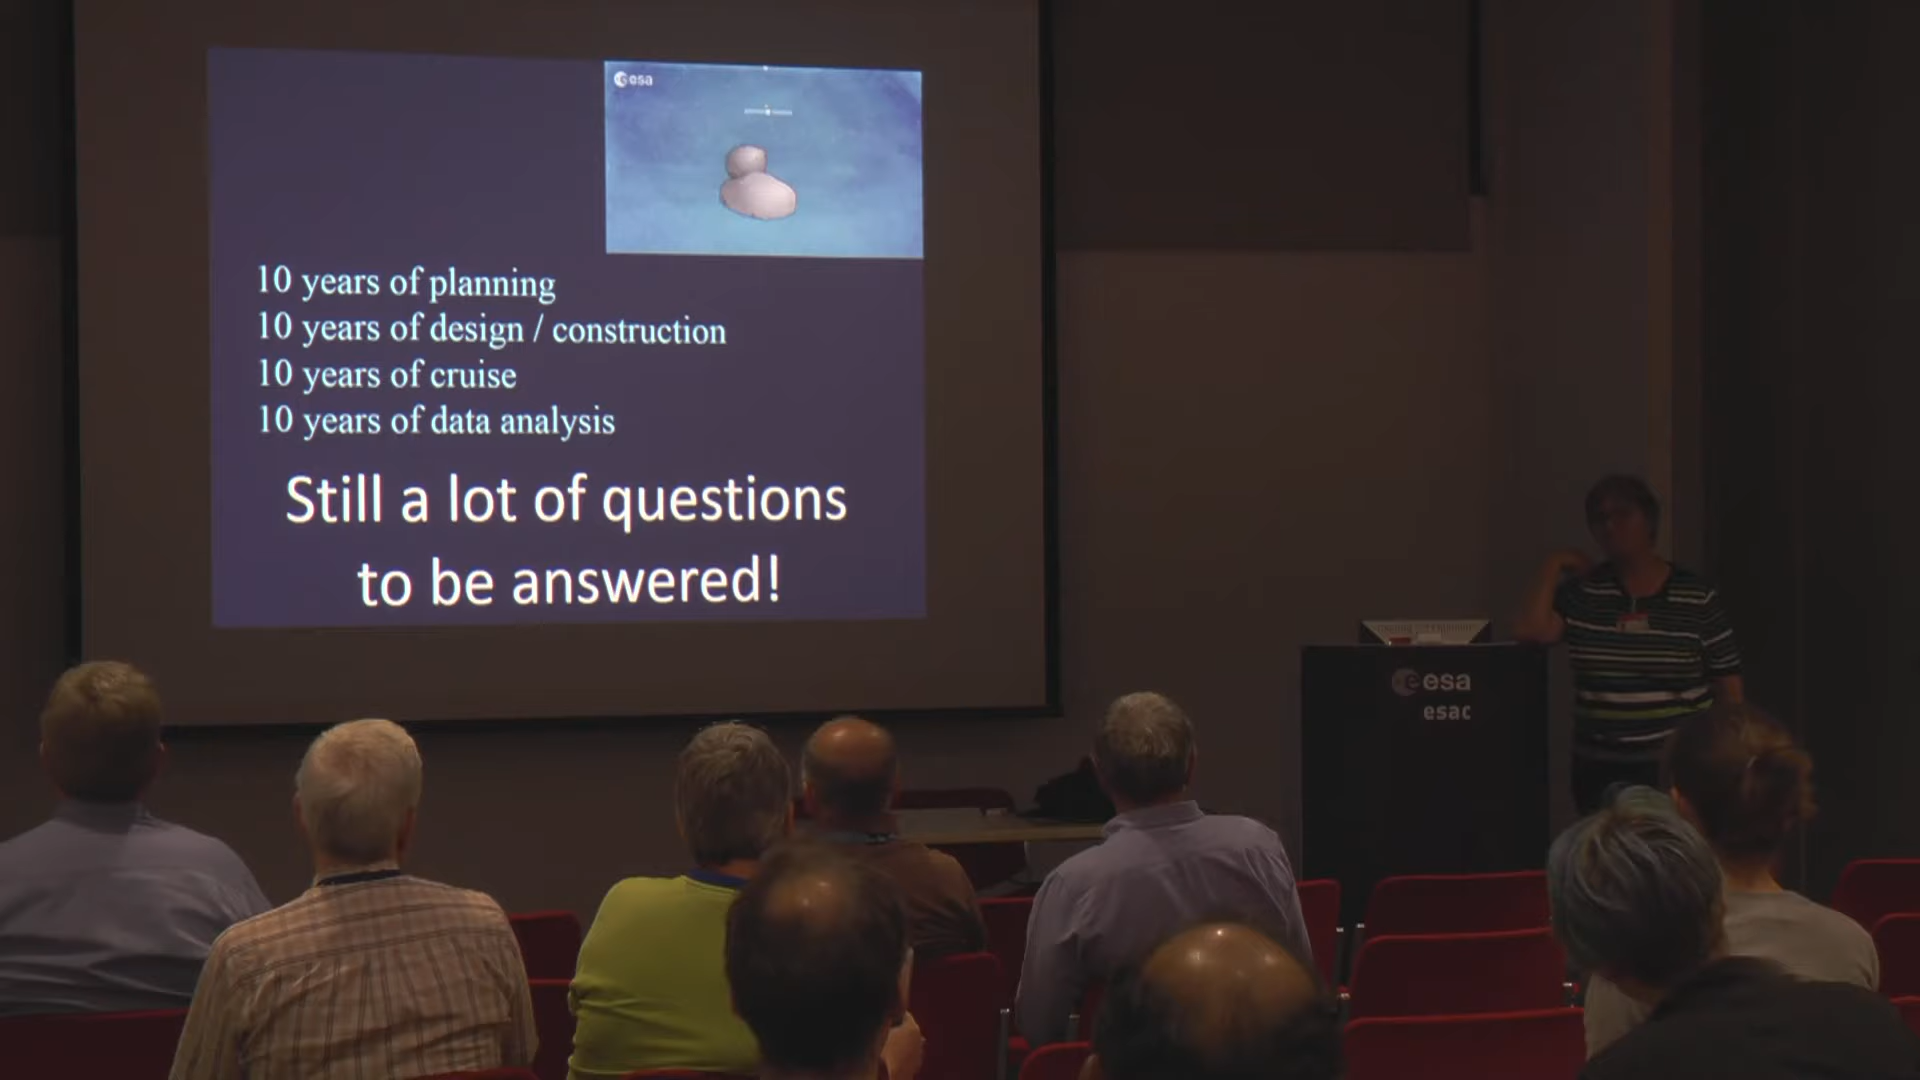 esa
10 years of planning
10 years of design / construction
10 years of cruise
10 years of data analysis
Still a lot of questions
to be answered!
esa
esac